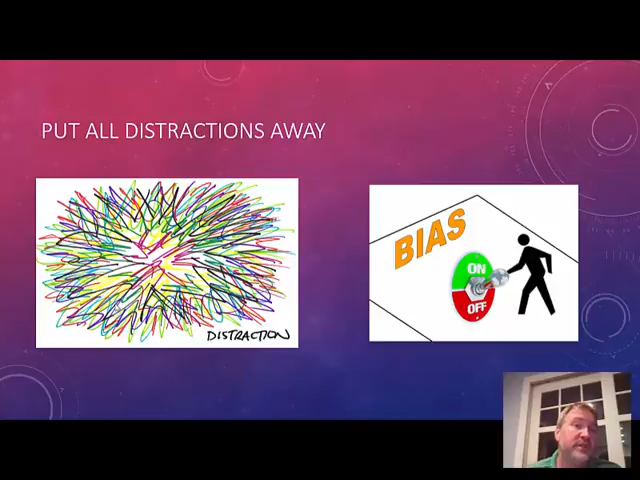 PUT ALL DISTRACTIONS AWAY
DISTRACTION
BIAS
ON
OFF